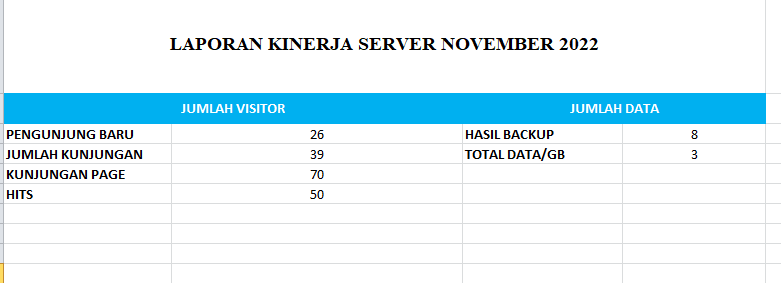 LAPORAN KINERJA SERVER NOVEMBER 2022
JUMLAH VISITOR JUMLAH DATA
PENGUNJUNG BARU 26 HASIL BACKUP 8
JUMLAH KUNJUNGAN 39 TOTAL DATA/GB 3
KUNJUNGAN PAGE 70
HITS 50